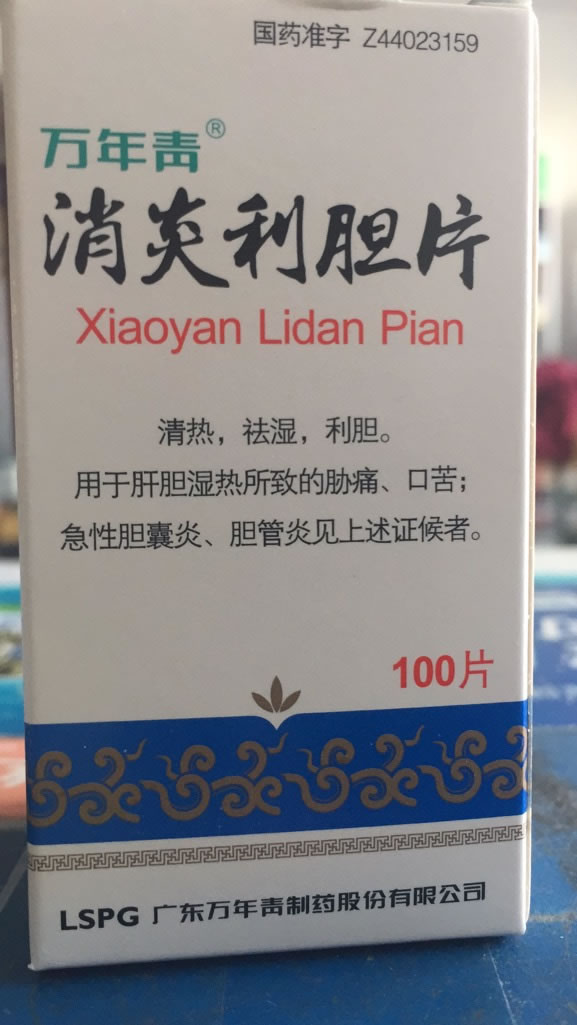 国药准字 Z44023159
万年青®
消炎利胆片
Xiaoyan Lidan Pian
清热，祛湿，利胆。
用于肝胆湿热所致的胁痛、口苦；
急性胆囊炎、胆管炎见上述证候者。
100片
LSPG 广东万年青制药股份有限公司